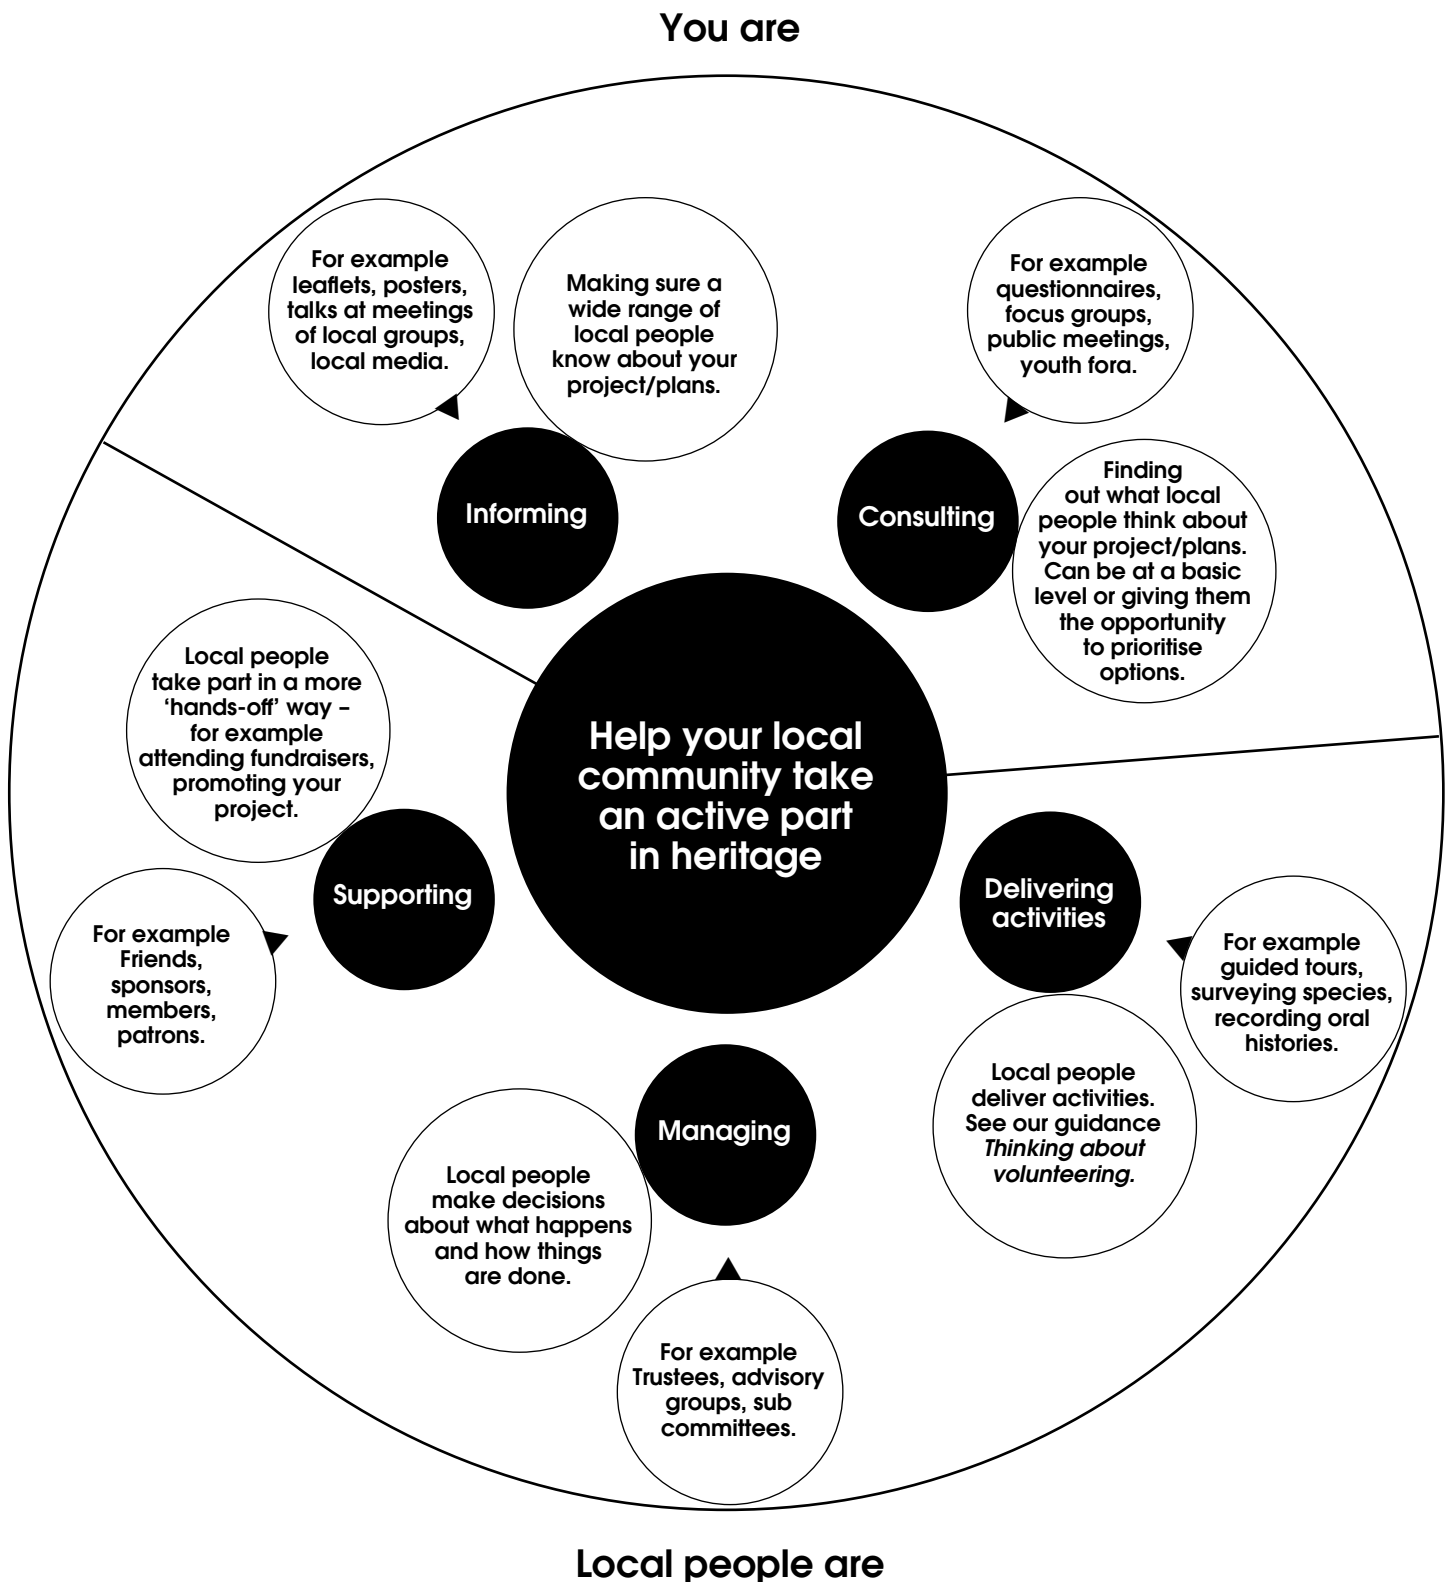 You are
For example
leaflets, posters,
talks at meetings
of local groups,
local media.
Making sure a
wide range of
local people
know about your
project/plans.
Informing
For example
questionnaires,
focus groups,
public meetings,
youth fora.
Consulting
Finding
out what local
people think about
your project/plans.
Can be at a basic
level or giving them
the opportunity
to prioritise
options.
Help your local
community take
an active part
in heritage
Local people
take part in a more
‘hands-off’ way –
for example
attending fundraisers,
promoting your
project.
Supporting
For example
Friends,
sponsors,
members,
patrons.
Delivering
activities
For example
guided tours,
surveying species,
recording oral
histories.
Local people
deliver activities.
See our guidance
Thinking about
volunteering.
Managing
Local people
make decisions
about what happens
and how things
are done.
For example
Trustees, advisory
groups, sub
committees.
Local people are